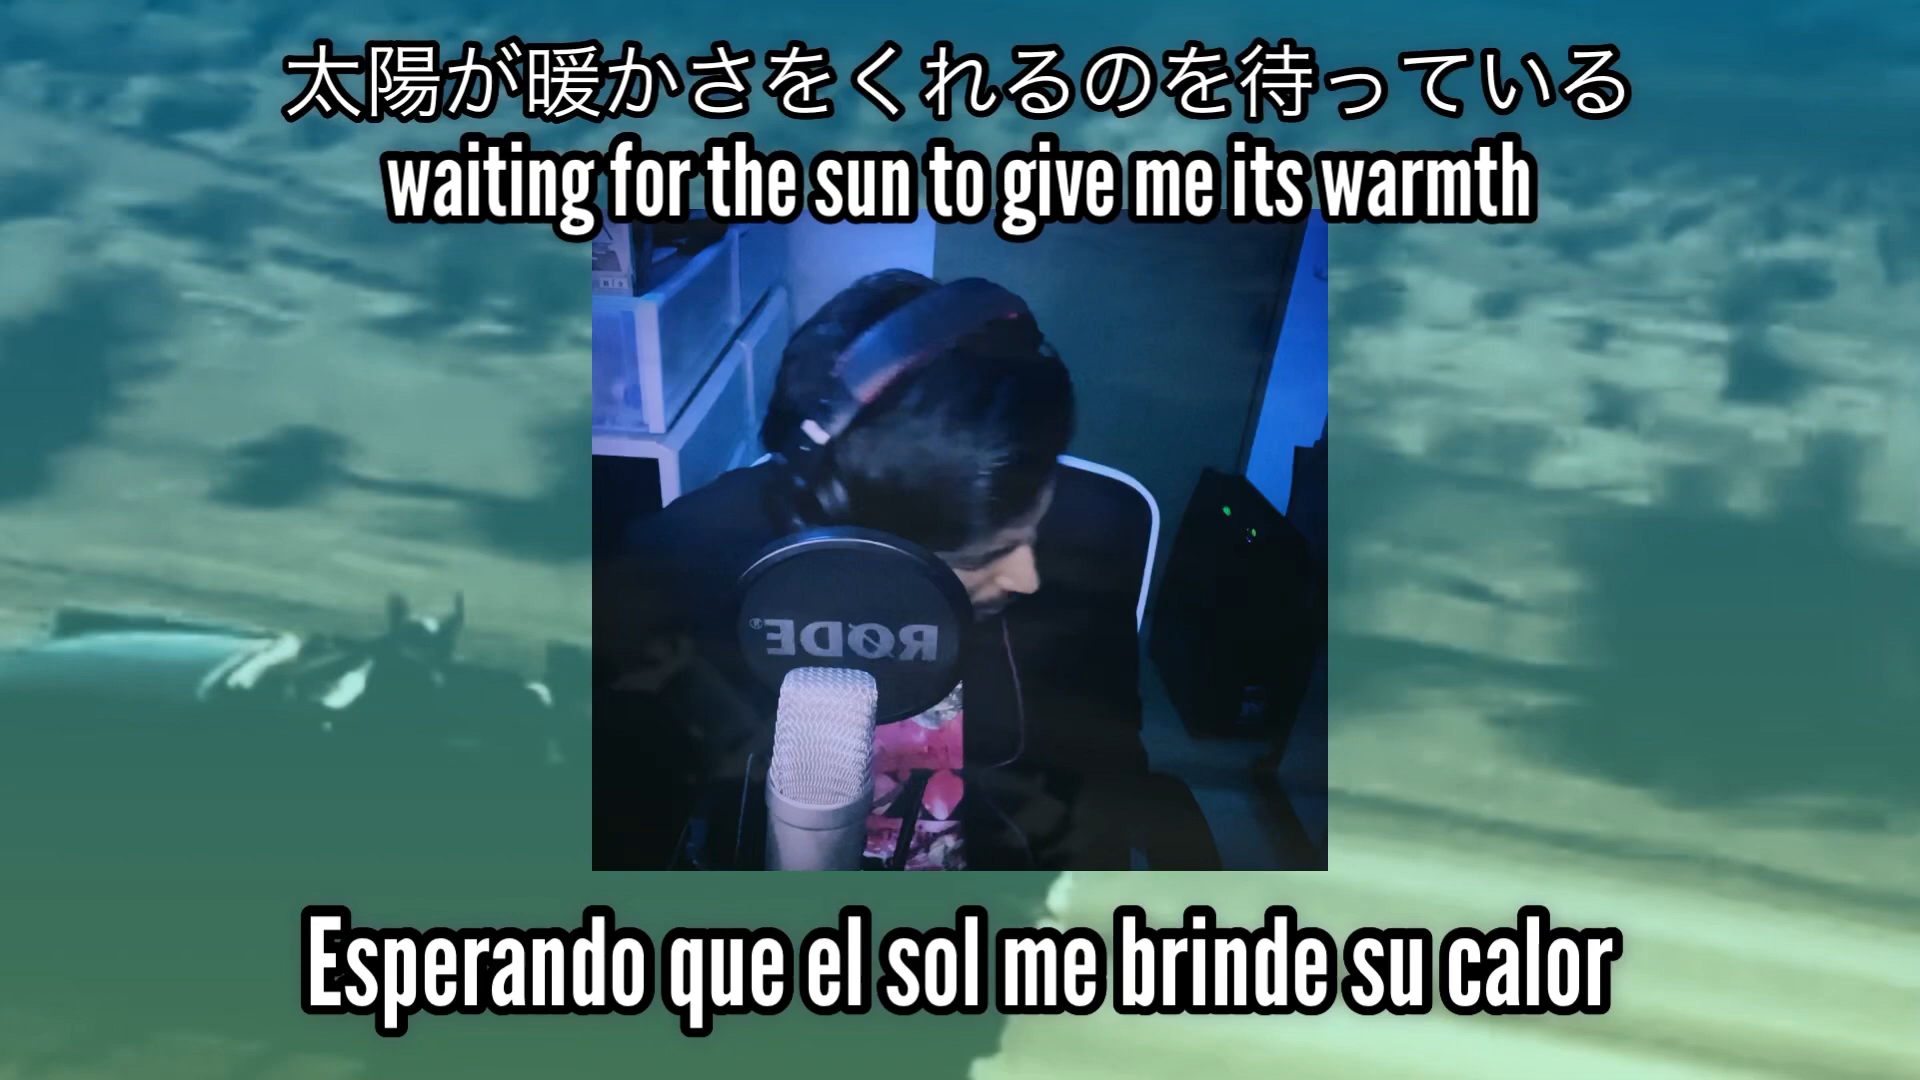 太陽が暖かさをくれるのを待っている
waiting for the sun to give me its warmth
RØDE®
Esperando que el sol me brinde su calor